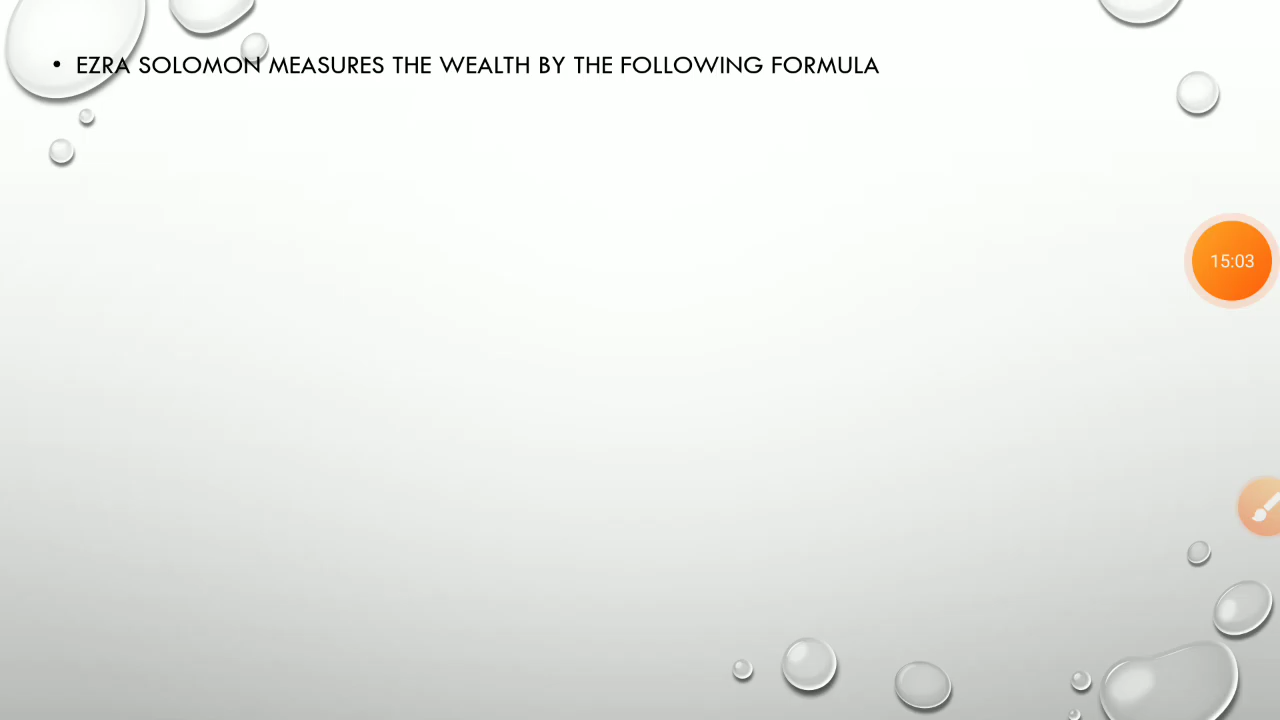 • EZRA SOLOMON MEASURES THE WEALTH BY THE FOLLOWING FORMULA
15:03